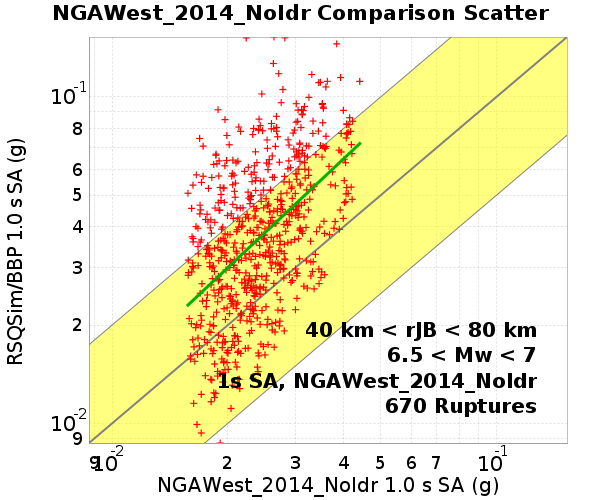 NGAWest_2014_NoIdr Comparison Scatter
RSQSim/BBP 1.0 s SA (g)
10⁻¹
8
6
5
4
3
2
10⁻²
9
40 km < rJB < 80 km
6.5 < Mw < 7
1s SA, NGAWest_2014_NoIdr
670 Ruptures
9 10⁻² 2 3 4 5 6 7 10⁻¹
NGAWest_2014_NoIdr 1.0 s SA (g)